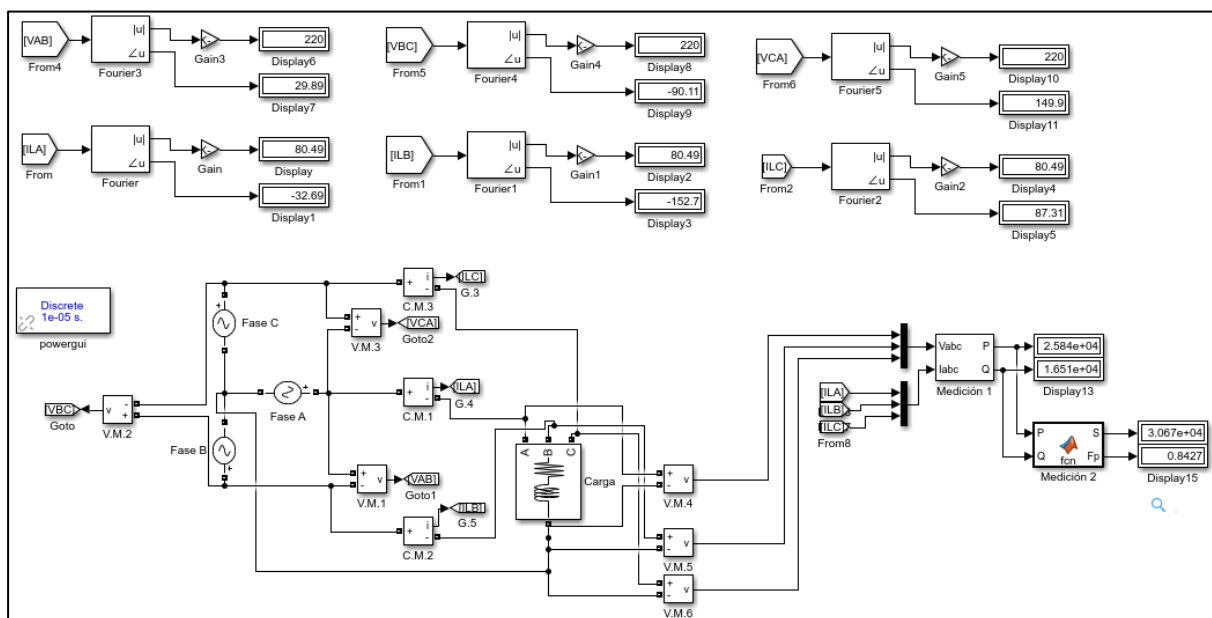 [VAB]
From4
|u|
∠u
Fourier3
Gain3
220
Display6
29.89
Display7
[VBC]
From5
|u|
∠u
Fourier4
Gain4
220
Display8
-90.11
Display9
[VCA]
From6
|u|
∠u
Fourier5
Gain5
220
Display10
149.9
Display11
[ILA]
From
|u|
∠u
Fourier
Gain
80.49
Display
-32.69
Display1
[ILB]
From1
|u|
∠u
Fourier1
Gain1
80.49
Display2
-152.7
Display3
[ILC]
From2
|u|
∠u
Fourier2
Gain2
80.49
Display4
87.31
Display5
Discrete
1e-05 s.
powergui
+
Fase C
+
Fase A
Fase B
+
[VBC]
Goto
v
-
+
V.M.2
+
i
-
C.M.3
[ILC]
G.3
+
-
v
V.M.3
[VCA]
Goto2
+
i
-
C.M.1
[ILA]
G.4
+
-
v
V.M.1
[VAB]
Goto1
+
i
-
C.M.2
[ILB]
G.5
A
B
C
Carga
+
-
v
V.M.4
+
-
v
V.M.5
+
-
v
V.M.6
[ILA]
[ILB]
[ILC]
From8
Vabc
Iabc
P
Q
Medición 1
2.584e+04
1.651e+04
Display13
P
Q
fcn
S
Fp
Medición 2
3.067e+04
0.8427
Display15